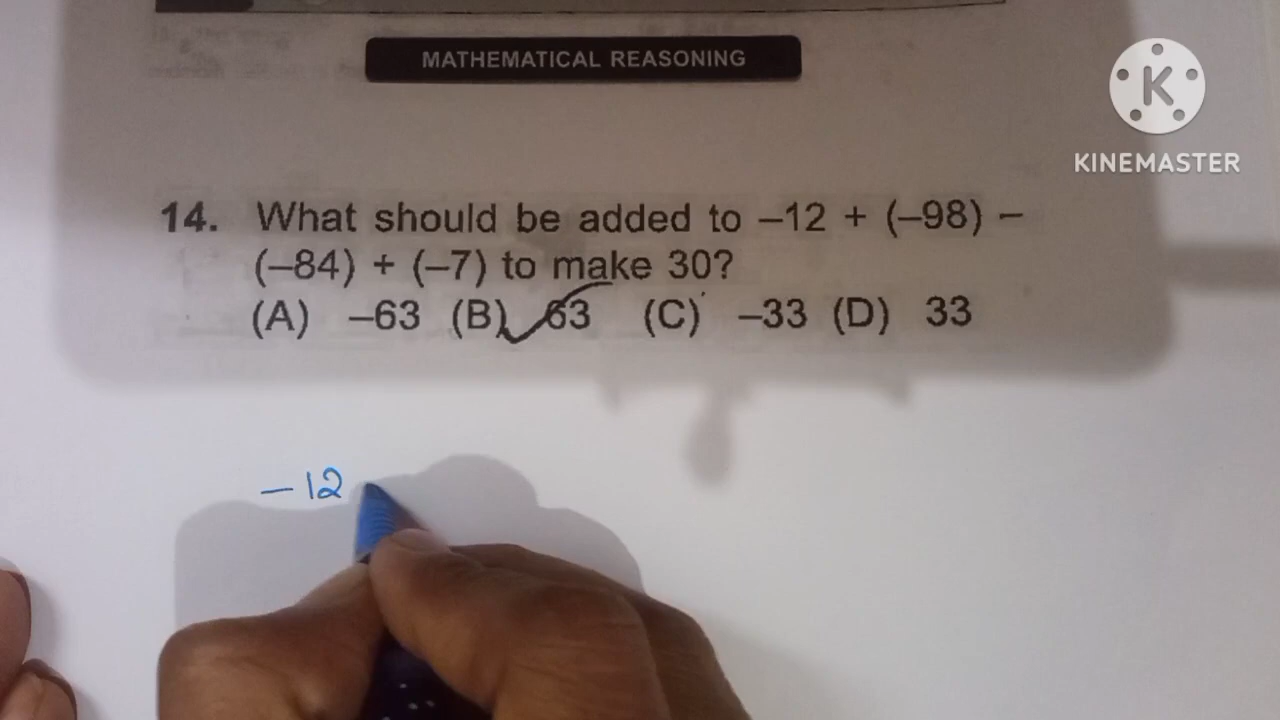 MATHEMATICAL REASONING
K
KINEMASTER
14. What should be added to –12 + (–98) –
(–84) + (–7) to make 30?
(A) –63 (B) 63 (C) –33 (D) 33
–12